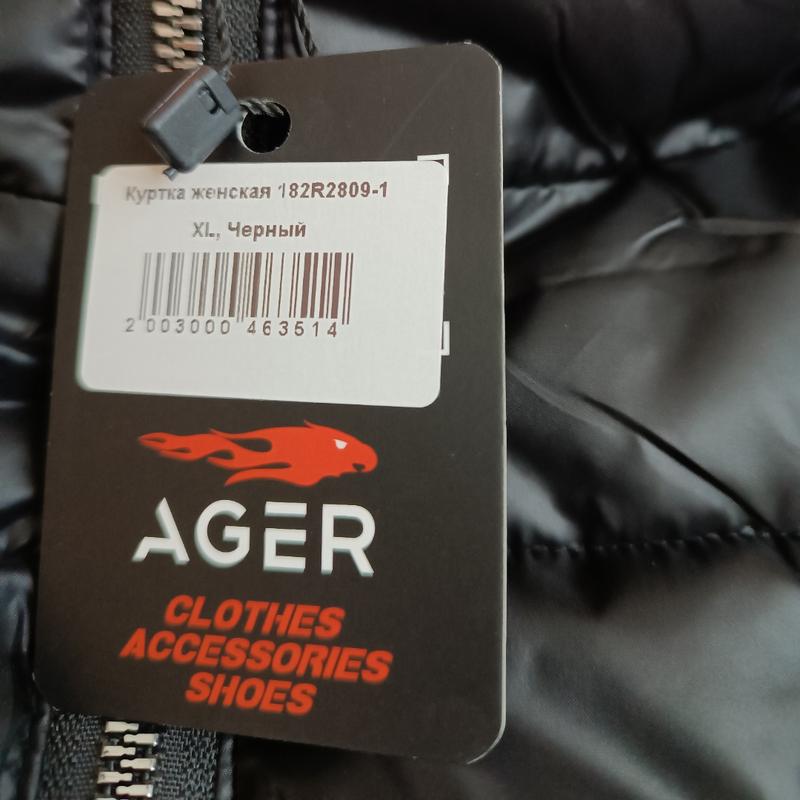 Куртка женская 182R2809-1
XL, Черный
2 003000 463514
AGER
CLOTHES
ACCESSORIES
SHOES